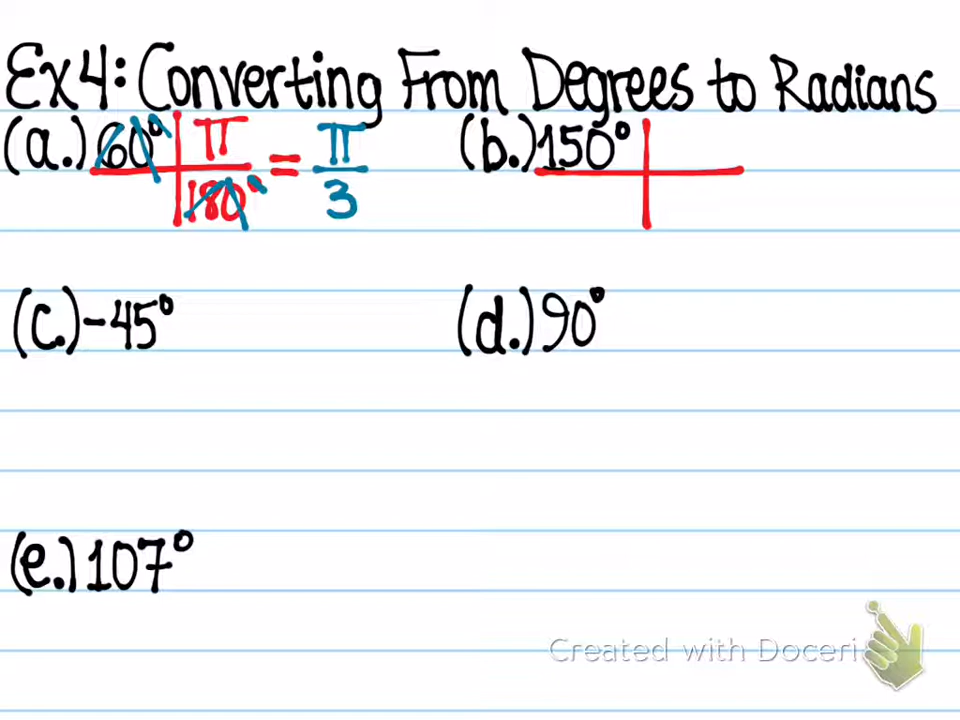 Ex4: Converting From Degrees to Radians
(a.) 60° π / 180° = π / 3
(b.) 150°
(c.) -45°
(d.) 90°
(e.) 107°
Created with Doceri